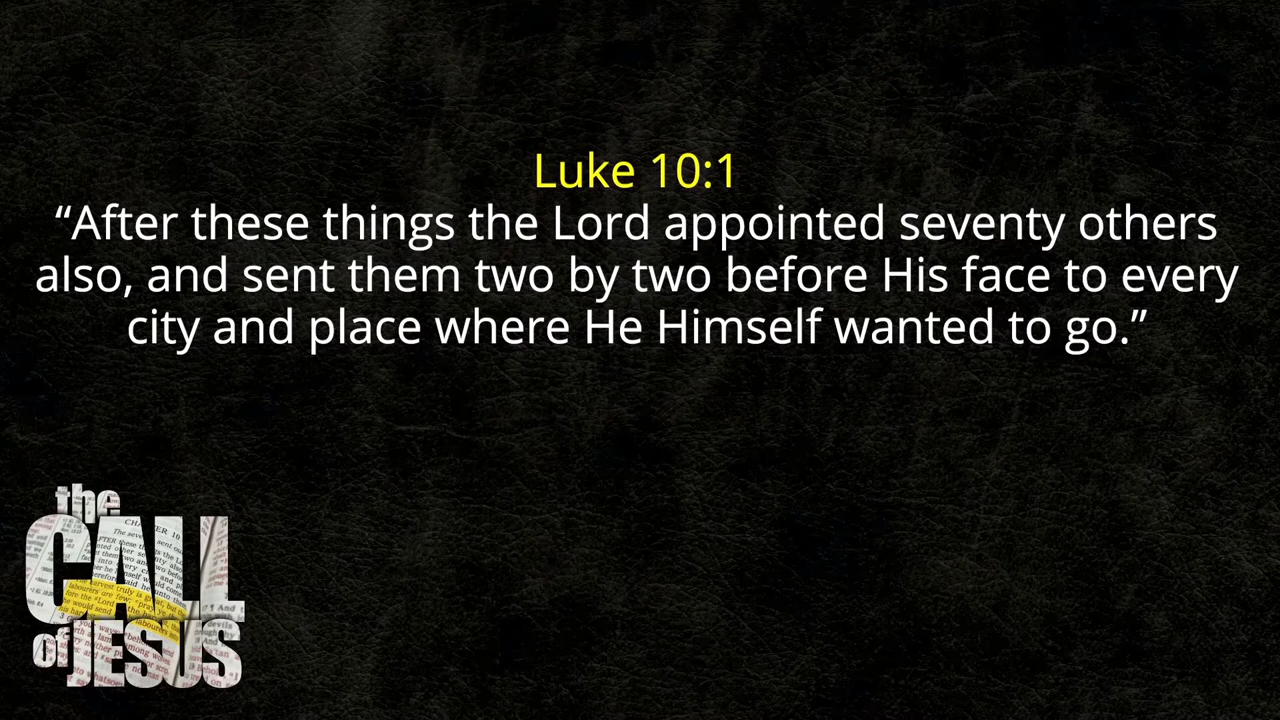 Luke 10:1
“After these things the Lord appointed seventy others
also, and sent them two by two before His face to every
city and place where He Himself wanted to go.”
the
CALL
of JESUS